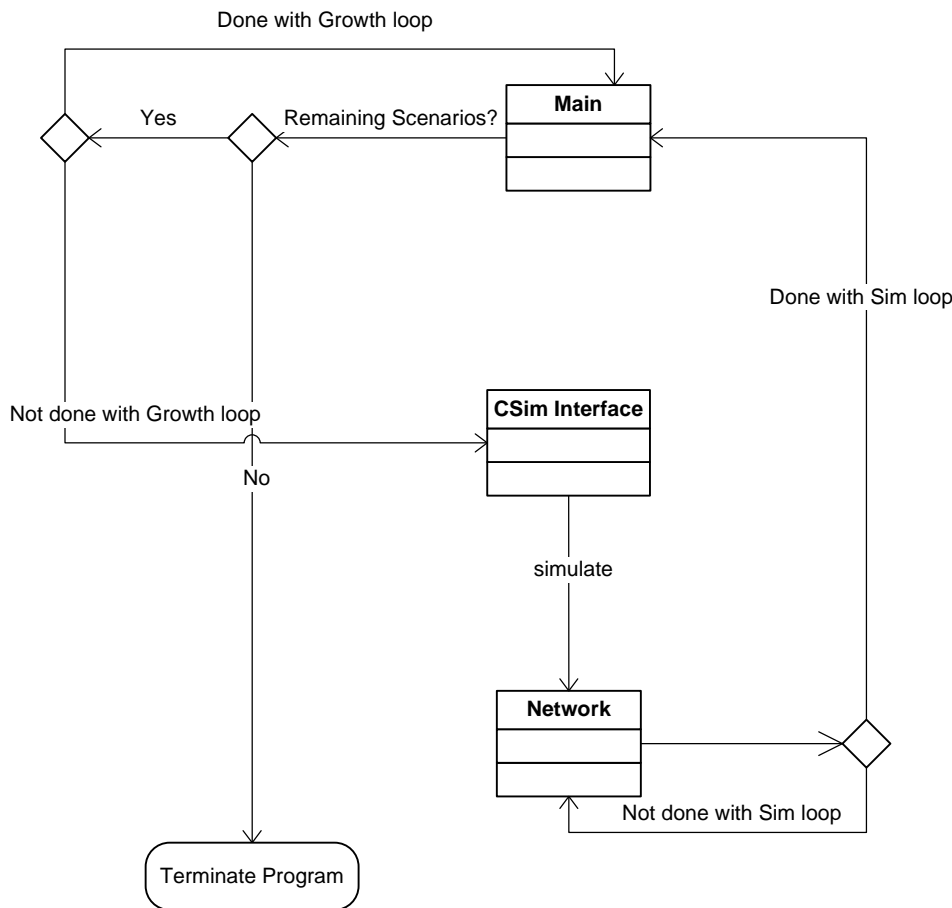 Done with Growth loop
Main
Yes
Remaining Scenarios?
Done with Sim loop
CSim Interface
Not done with Growth loop
No
simulate
Network
Not done with Sim loop
Terminate Program